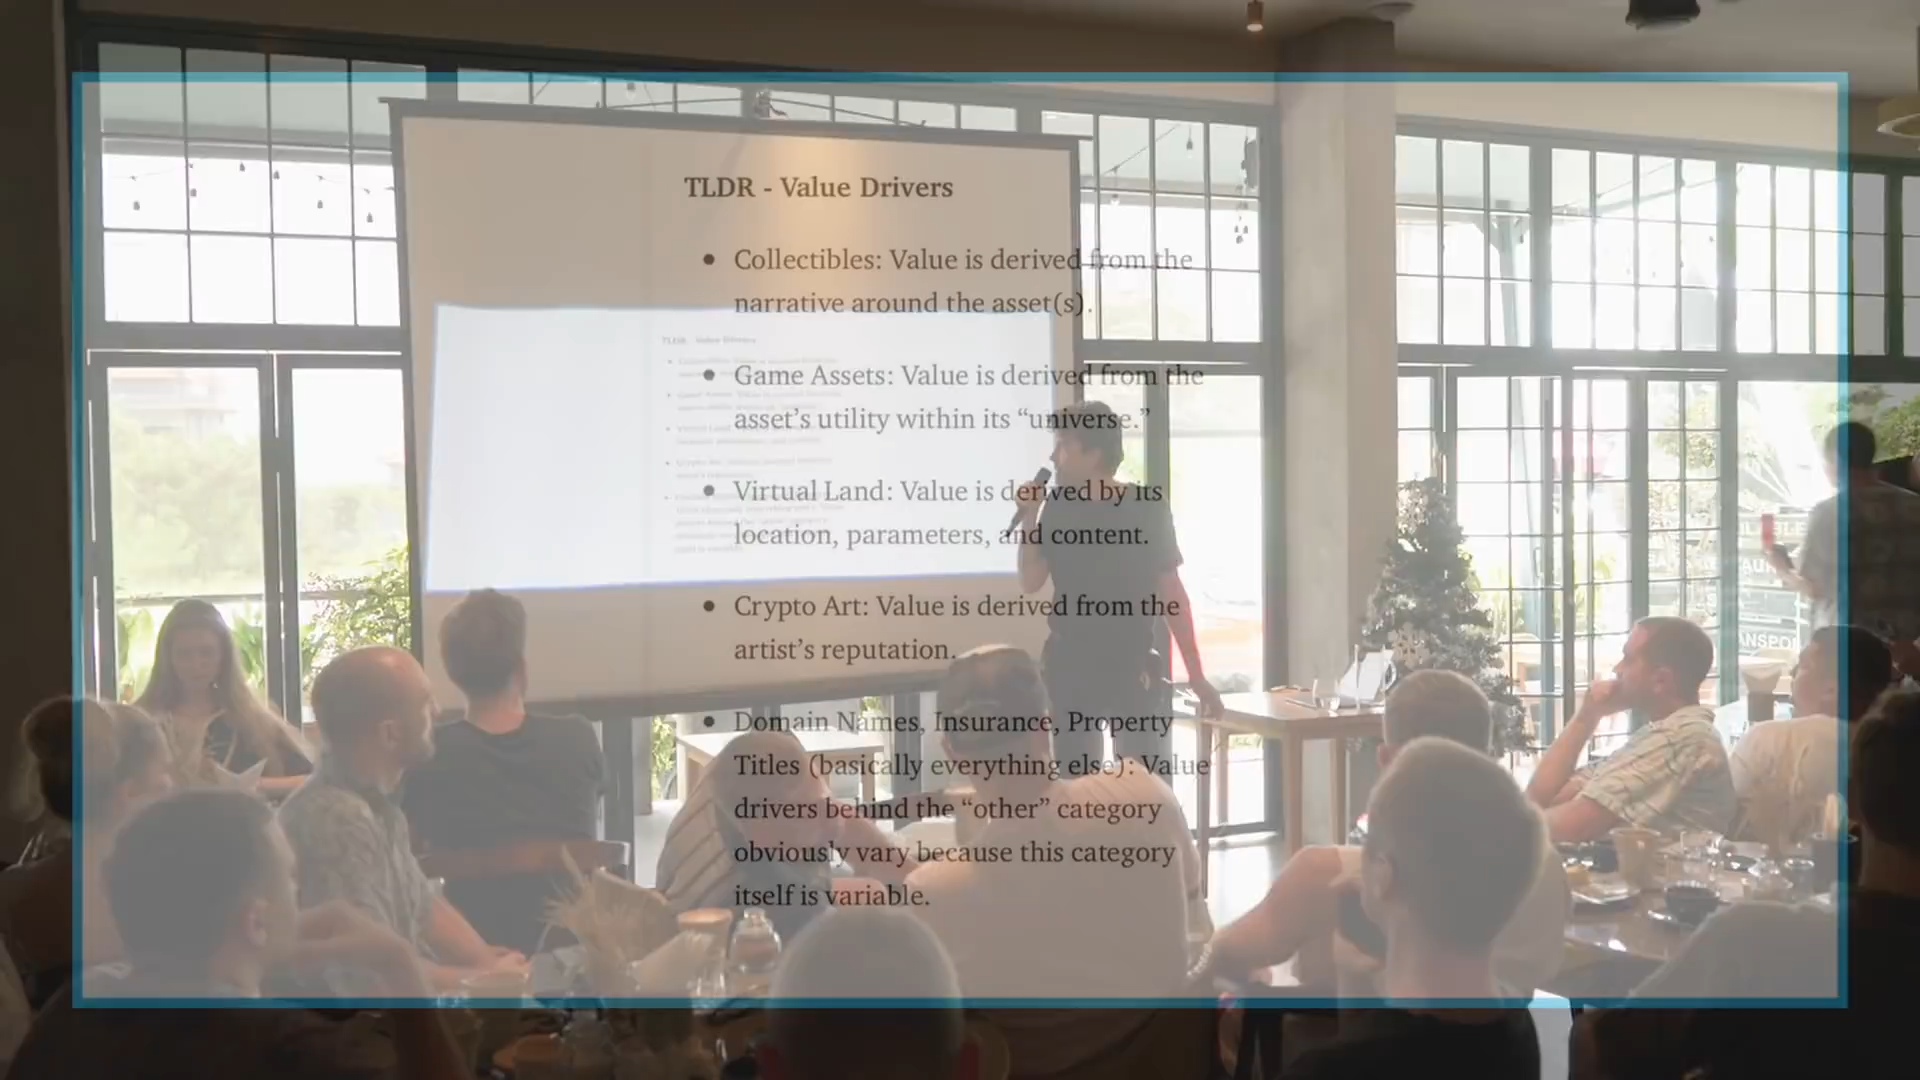 TLDR - Value Drivers
• Collectibles: Value is derived from the
narrative around the asset(s).
• Game Assets: Value is derived from the
asset’s utility within its “universe.”
• Virtual Land: Value is derived by its
location, parameters, and content.
• Crypto Art: Value is derived from the
artist’s reputation.
• Domain Names, Insurance, Property
Titles (basically everything else): Value
drivers behind the “other” category
obviously vary because this category
itself is variable.
TLDR - Value Drivers